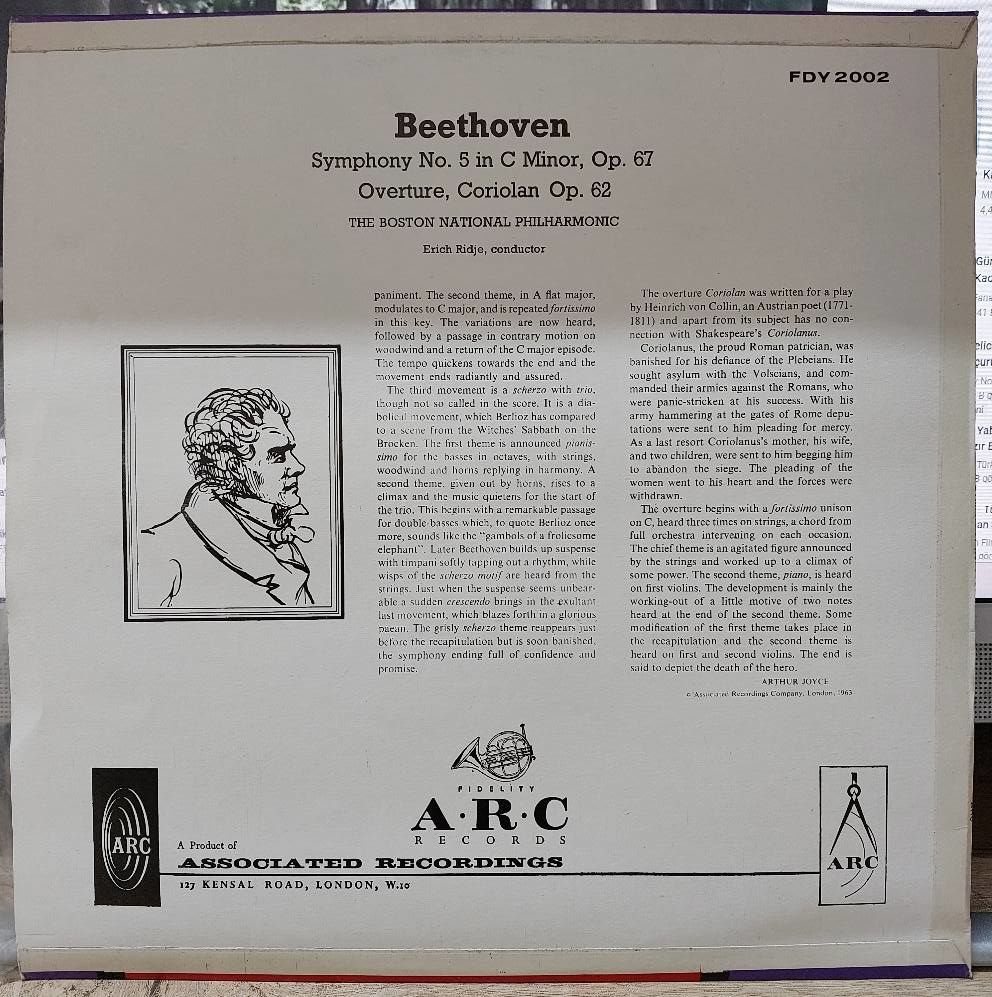 FDY 2002
Beethoven
Symphony No. 5 in C Minor, Op. 67
Overture, Coriolan Op. 62
THE BOSTON NATIONAL PHILHARMONIC
Erich Ridje, conductor
paniment. The second theme, in A flat major,
modulates to C major, and is repeated fortissimo
in this key. The variations are now heard,
followed by a passage in contrary motion on
woodwind and a return of the C major episode.
The tempo quickens towards the end and the
movement ends radiantly and assured.
The third movement is a scherzo with trio,
though not so called in the score. It is a dia-
bolical movement, which Berlioz has compared
to a scene from the Witches' Sabbath on the
Brocken. The first theme is announced pianis-
simo for the basses in octaves, with strings,
woodwind and horns replying in harmony. A
second theme, given out by horns, rises to a
climax and the music quietens for the start of
the trio. This begins with a remarkable passage
for double-basses which, to quote Berlioz once
more, sounds like the "gambols of a frolicsome
elephant". Later Beethoven builds up suspense
with timpani softly tapping out a rhythm, while
wisps of the scherzo motif are heard from the
strings. Just when the suspense seems unbear-
able a sudden crescendo brings in the exultant
last movement, which blazes forth in a glorious
paean. The grisly scherzo theme reappears just
before the recapitulation but is soon banished,
the symphony ending full of confidence and
promise.
The overture Coriolan was written for a play
by Heinrich von Collin, an Austrian poet (1771-
1811) and apart from its subject has no con-
nection with Shakespeare's Coriolanus.
Coriolanus, the proud Roman patrician, was
banished for his defiance of the Plebeians. He
sought asylum with the Volscians, and com-
manded their armies against the Romans, who
were panic-stricken at his success. With his
army hammering at the gates of Rome depu-
tations were sent to him pleading for mercy.
As a last resort Coriolanus's mother, his wife,
and two children, were sent to him begging him
to abandon the siege. The pleading of the
women went to his heart and the forces were
withdrawn.
The overture begins with a fortissimo unison
on C, heard three times on strings, a chord from
full orchestra intervening on each occasion.
The chief theme is an agitated figure announced
by the strings and worked up to a climax of
some power. The second theme, piano, is heard
on first violins. The development is mainly the
working-out of a little motive of two notes
heard at the end of the second theme. Some
modification of the first theme takes place in
the recapitulation and the second theme is
heard on first and second violins. The end is
said to depict the death of the hero.
ARTHUR JOYCE
© Associated Recordings Company, London, 1963
FIDELITY
A·R·C
RECORDS
ARC
A Product of
ASSOCIATED RECORDINGS
127 KENSAL ROAD, LONDON, W.10
ARC